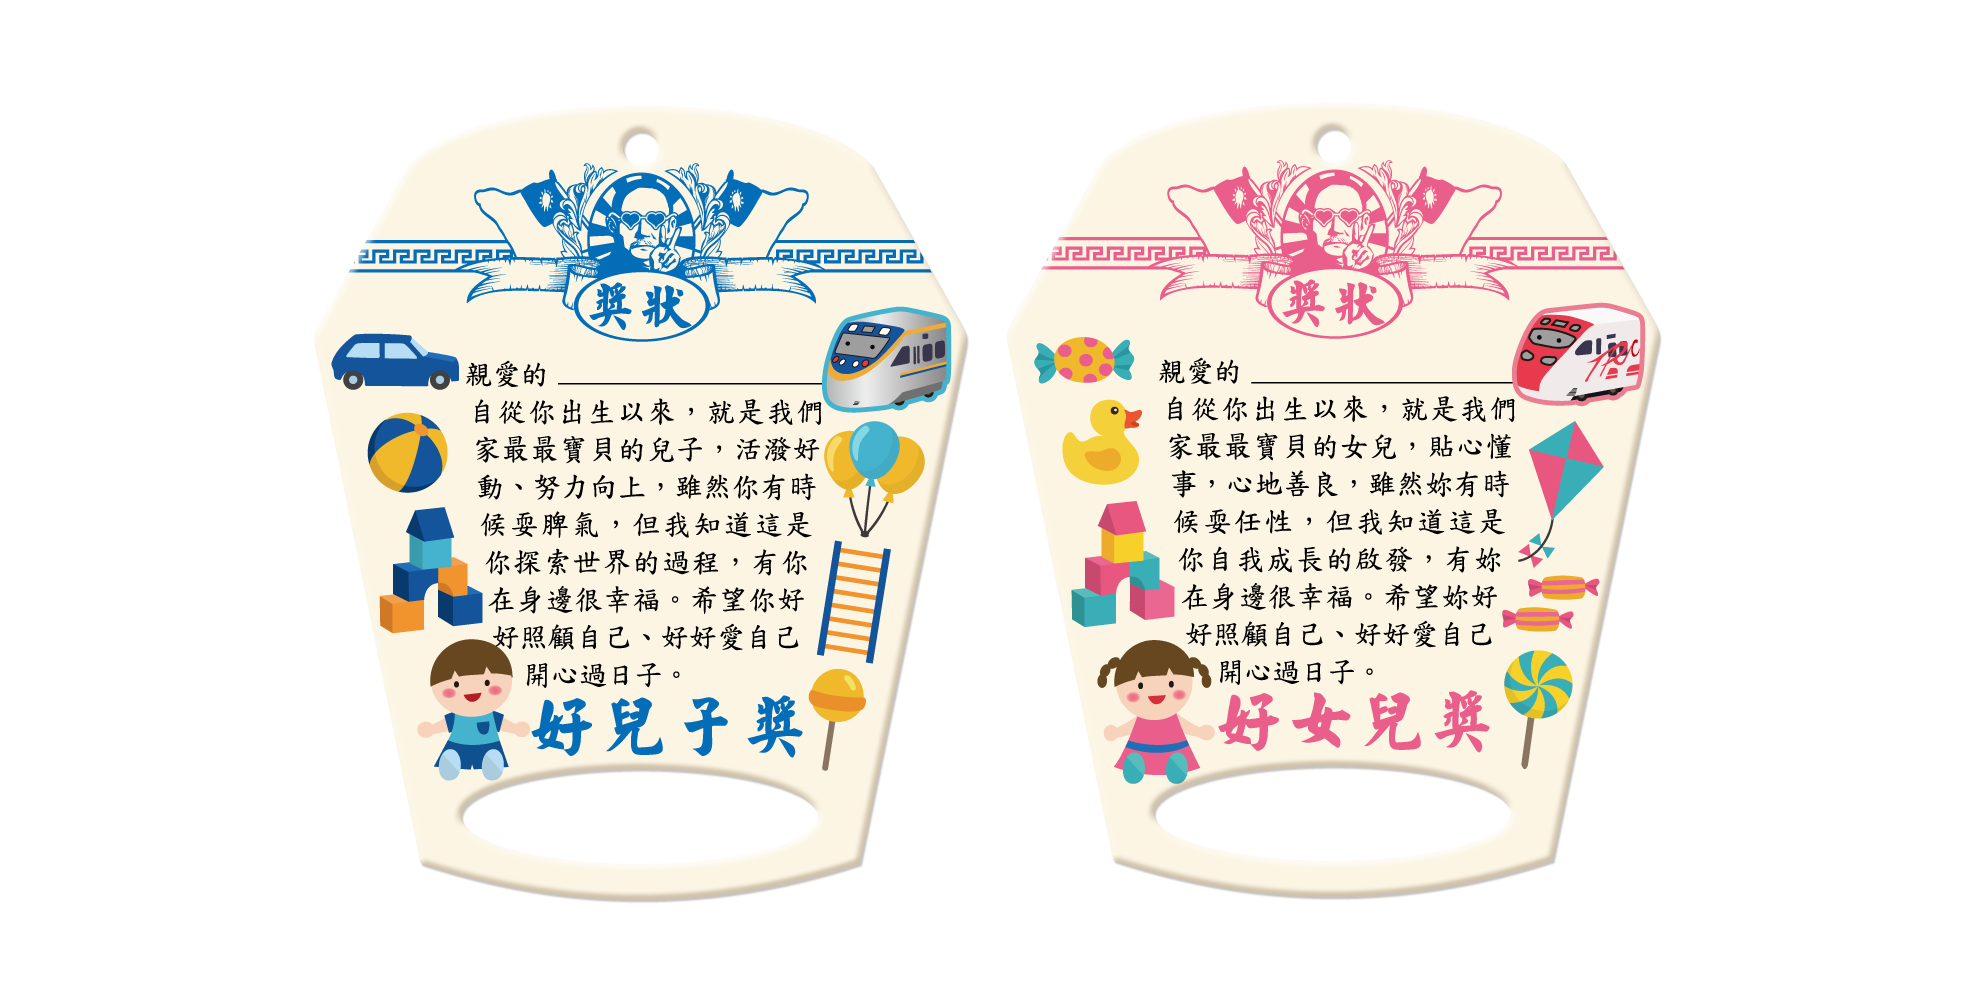 獎狀
親愛的
自從你出生以來，就是我們
家最最寶貝的兒子，活潑好
動、努力向上，雖然你有時
候耍脾氣，但我知道這是
你探索世界的過程，有你
在身邊很幸福。希望你好
好照顧自己、好好愛自己
開心過日子。
好兒子獎
獎狀
親愛的
自從你出生以來，就是我們
家最最寶貝的女兒，貼心懂
事，心地善良，雖然妳有時
候耍任性，但我知道這是
你自我成長的啟發，有妳
在身邊很幸福。希望妳好
好照顧自己、好好愛自己
開心過日子。
好女兒獎